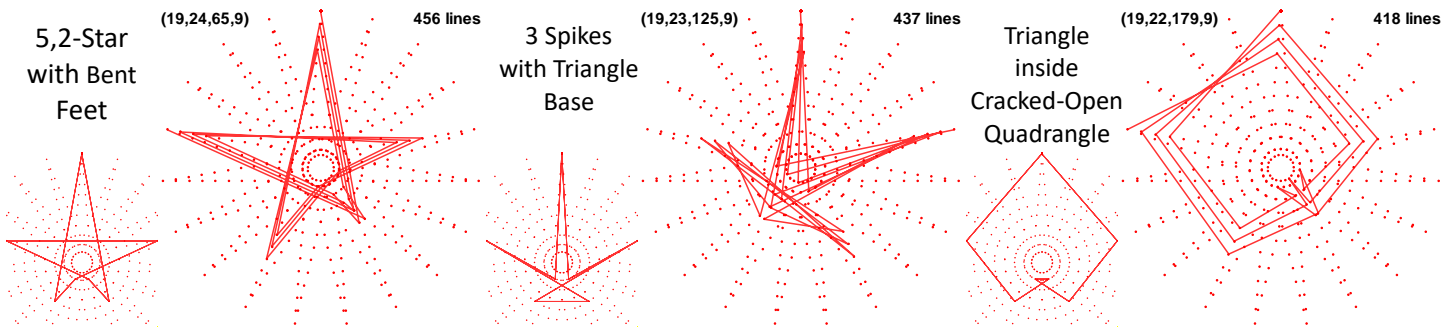 5,2-Star
with Bent
Feet
(19,24,65,9)
456 lines
3 Spikes
with Triangle
Base
(19,23,125,9)
437 lines
Triangle
inside
Cracked-Open
Quadrangle
(19,22,179,9)
418 lines